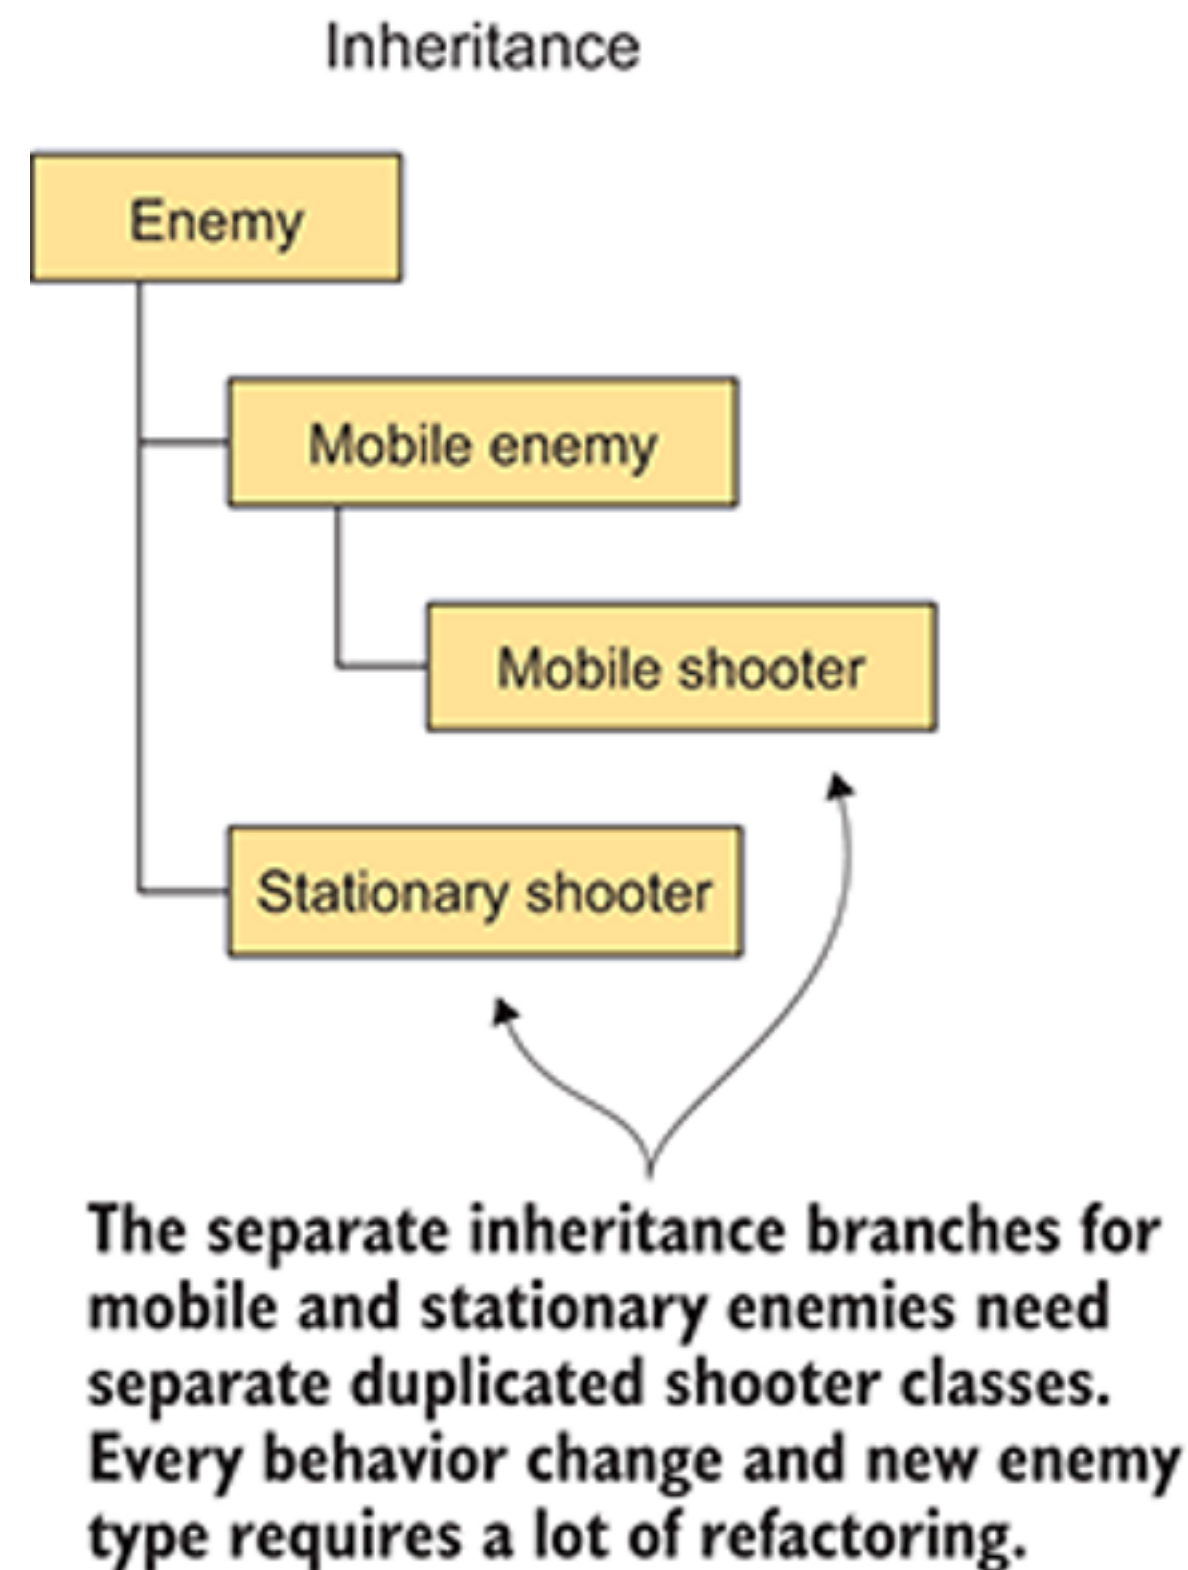 Inheritance
Enemy
Mobile enemy
Mobile shooter
Stationary shooter
The separate inheritance branches for
mobile and stationary enemies need
separate duplicated shooter classes.
Every behavior change and new enemy
type requires a lot of refactoring.